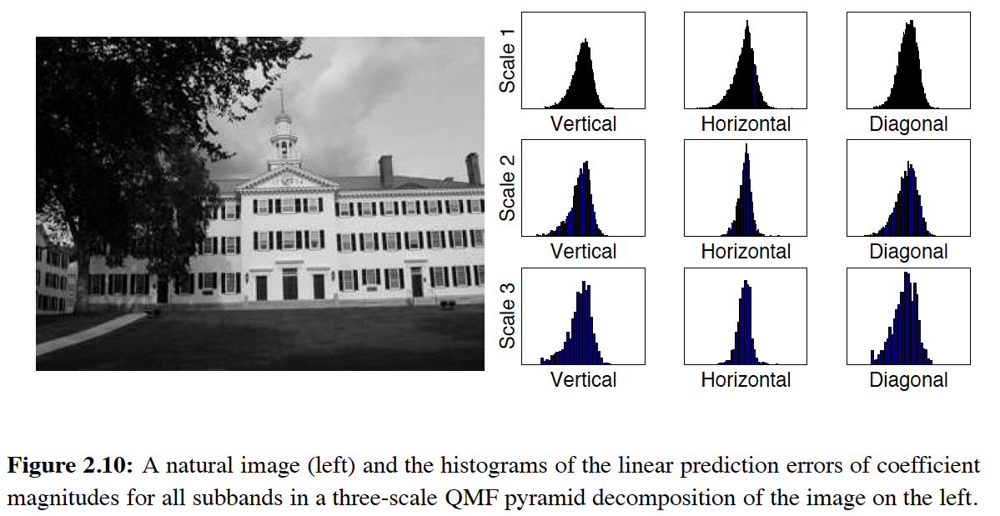 Scale 1
Vertical
Horizontal
Diagonal
Scale 2
Vertical
Horizontal
Diagonal
Scale 3
Vertical
Horizontal
Diagonal
Figure 2.10: A natural image (left) and the histograms of the linear prediction errors of coefficient
magnitudes for all subbands in a three-scale QMF pyramid decomposition of the image on the left.